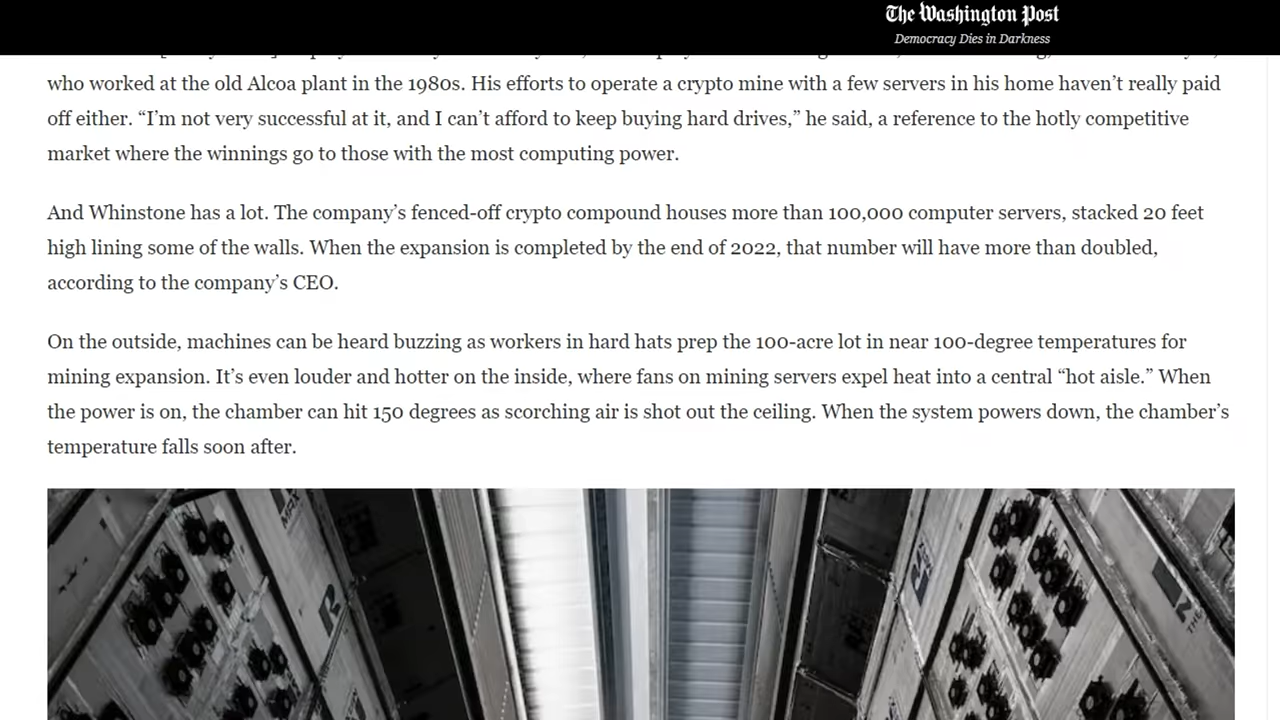 The Washington Post
Democracy Dies in Darkness
who worked at the old Alcoa plant in the 1980s. His efforts to operate a crypto mine with a few servers in his home haven’t really paid
off either. “I’m not very successful at it, and I can’t afford to keep buying hard drives,” he said, a reference to the hotly competitive
market where the winnings go to those with the most computing power.
And Whinstone has a lot. The company’s fenced-off crypto compound houses more than 100,000 computer servers, stacked 20 feet
high lining some of the walls. When the expansion is completed by the end of 2022, that number will have more than doubled,
according to the company’s CEO.
On the outside, machines can be heard buzzing as workers in hard hats prep the 100-acre lot in near 100-degree temperatures for
mining expansion. It’s even louder and hotter on the inside, where fans on mining servers expel heat into a central “hot aisle.” When
the power is on, the chamber can hit 150 degrees as scorching air is shot out the ceiling. When the system powers down, the chamber’s
temperature falls soon after.